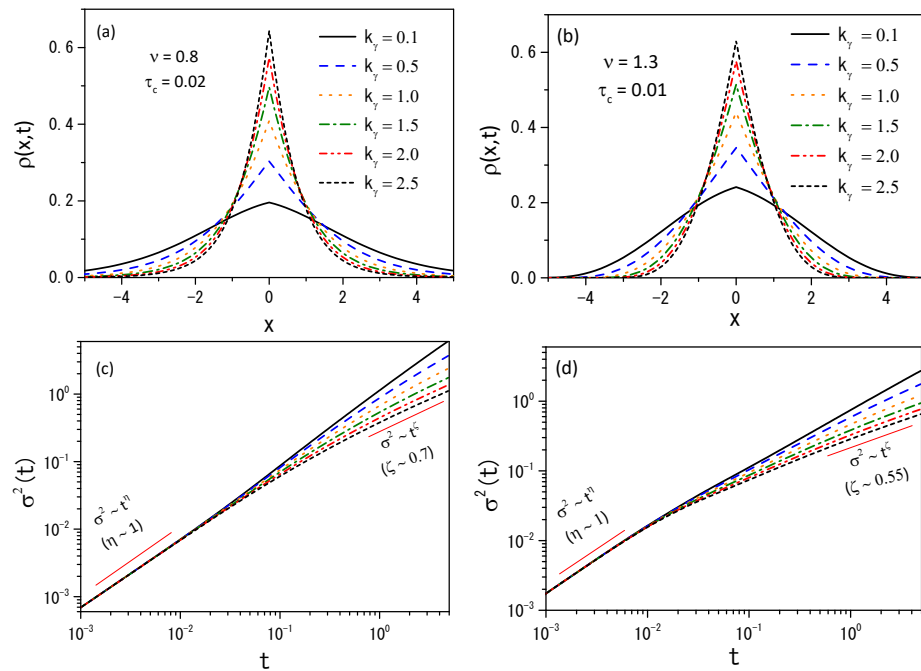 (a)
ν = 0.8
τc = 0.02
kγ = 0.1
kγ = 0.5
kγ = 1.0
kγ = 1.5
kγ = 2.0
kγ = 2.5
0.6
0.4
0.2
0.0
ρ(x,t)
-4 -2 0 2 4
x
(b)
ν = 1.3
τc = 0.01
kγ = 0.1
kγ = 0.5
kγ = 1.0
kγ = 1.5
kγ = 2.0
kγ = 2.5
0.6
0.4
0.2
0.0
ρ(x,t)
-4 -2 0 2 4
x
(c)
10^0
10^-1
10^-2
10^-3
σ² (t)
σ² ~ t^η
(η ~ 1)
σ² ~ t^ζ
(ζ ~ 0.7)
10^-3 10^-2 10^-1 10^0
t
(d)
10^0
10^-1
10^-2
10^-3
σ² (t)
σ² ~ t^η
(η ~ 1)
σ² ~ t^ζ
(ζ ~ 0.55)
10^-3 10^-2 10^-1 10^0
t